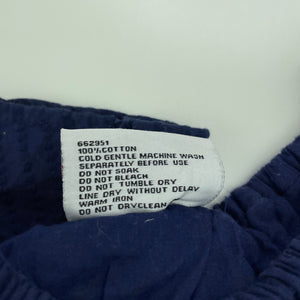 662951
100%COTTON
COLD GENTLE MACHINE WASH
SEPARATELY BEFORE USE
DO NOT SOAK
DO NOT BLEACH
DO NOT TUMBLE DRY
LINE DRY WITHOUT DELAY
WARM IRON
DO NOT DRYCLEAN